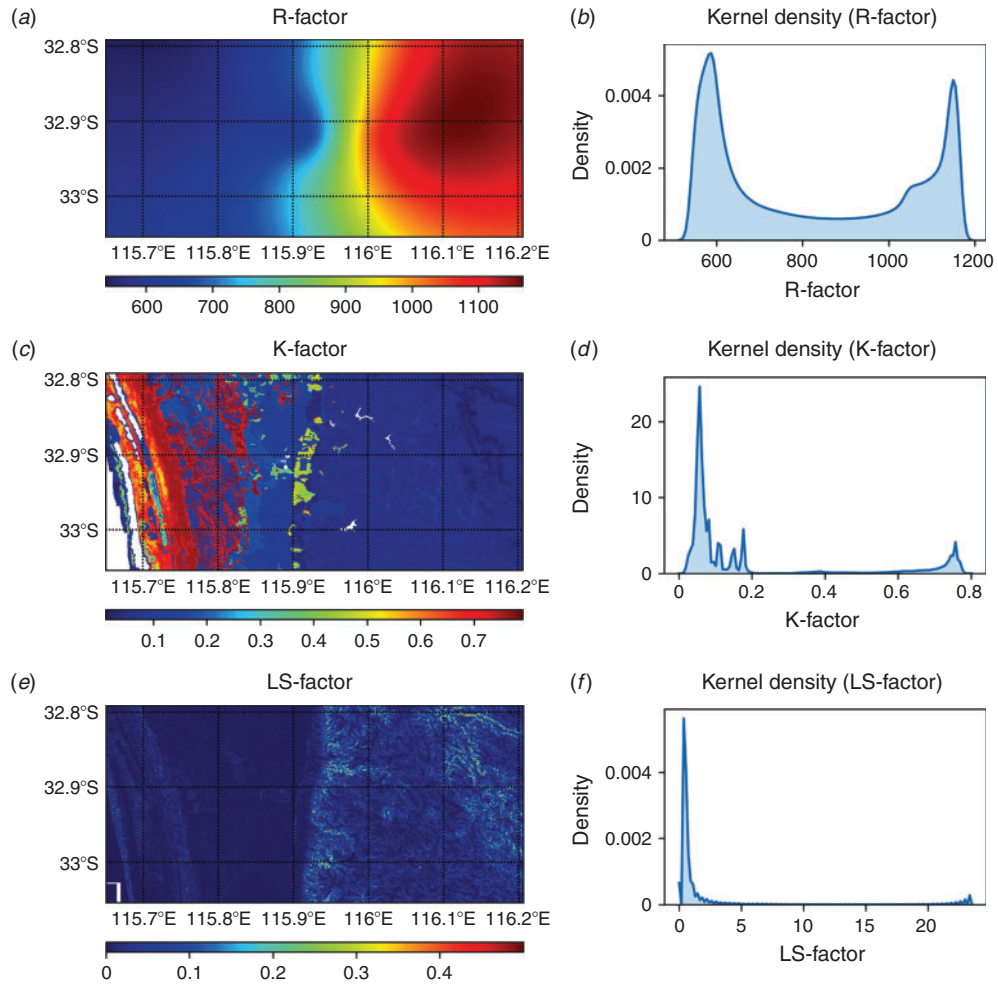 (a) R-factor
32.8°S
32.9°S
33°S
115.7°E 115.8°E 115.9°E 116°E 116.1°E 116.2°E
600 700 800 900 1000 1100
(b) Kernel density (R-factor)
Density
0.004
0.002
0
600 800 1000 1200
R-factor
(c) K-factor
32.8°S
32.9°S
33°S
115.7°E 115.8°E 115.9°E 116°E 116.1°E 116.2°E
0.1 0.2 0.3 0.4 0.5 0.6 0.7
(d) Kernel density (K-factor)
Density
20
10
0
0 0.2 0.4 0.6 0.8
K-factor
(e) LS-factor
32.8°S
32.9°S
33°S
115.7°E 115.8°E 115.9°E 116°E 116.1°E 116.2°E
0 0.1 0.2 0.3 0.4
(f) Kernel density (LS-factor)
Density
0.004
0.002
0
0 5 10 15 20
LS-factor